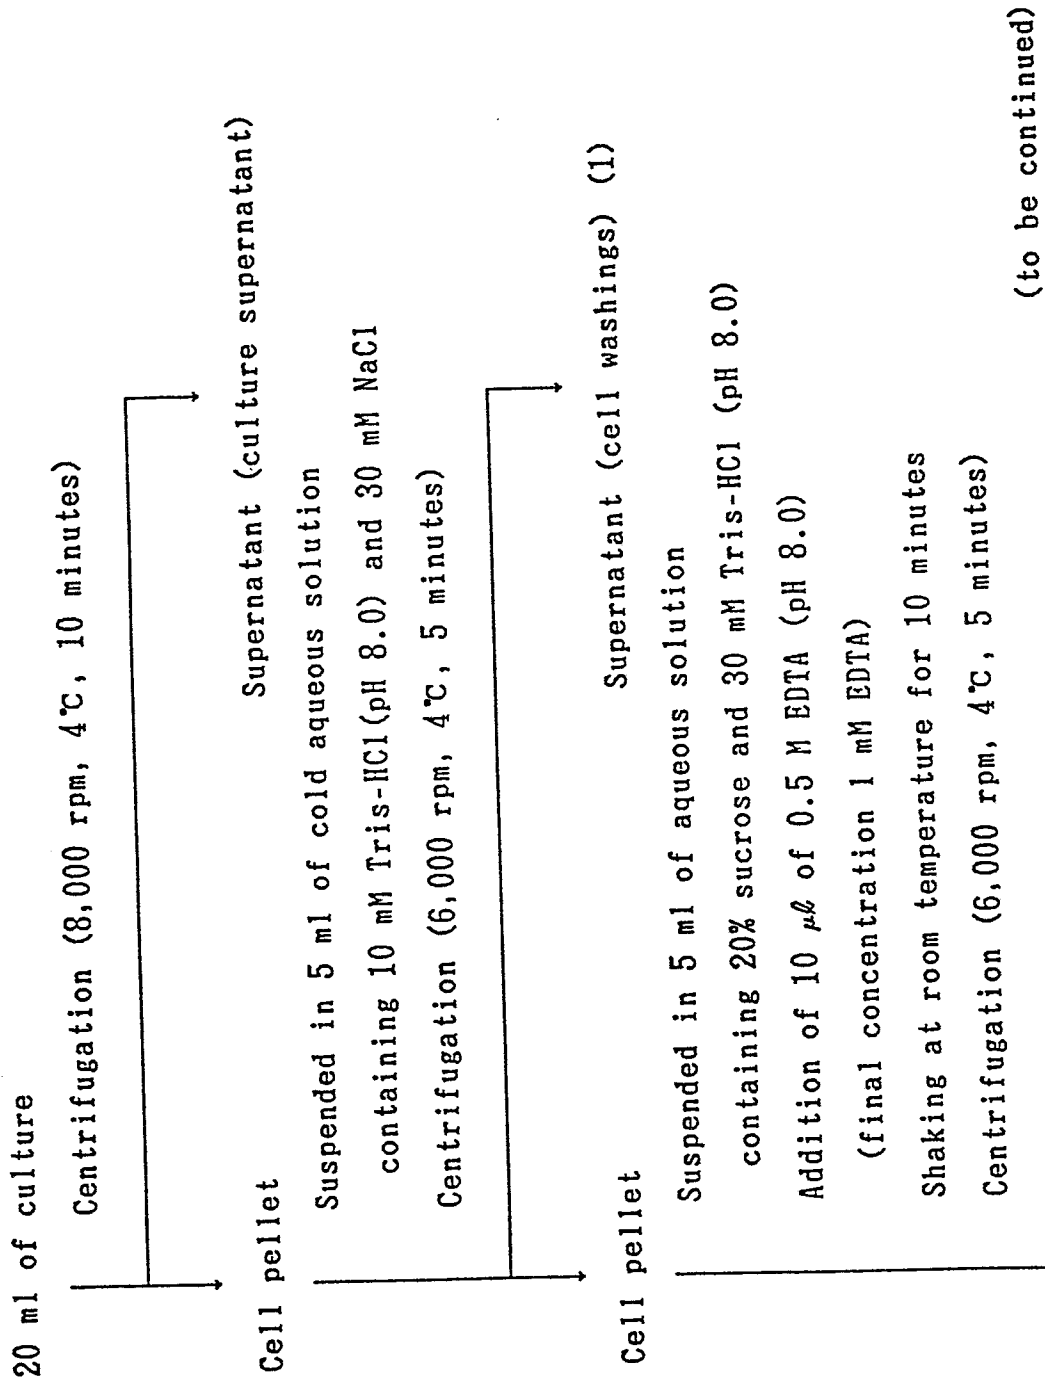 20 ml of culture
Centrifugation (8,000 rpm, 4℃, 10 minutes)
Supernatant (culture supernatant)
Cell pellet
Suspended in 5 ml of cold aqueous solution
containing 10 mM Tris-HCl(pH 8.0) and 30 mM NaCl
Centrifugation (6,000 rpm, 4℃, 5 minutes)
Supernatant (cell washings) (1)
Cell pellet
Suspended in 5 ml of aqueous solution
containing 20% sucrose and 30 mM Tris-HCl (pH 8.0)
Addition of 10 μℓ of 0.5 M EDTA (pH 8.0)
(final concentration 1 mM EDTA)
Shaking at room temperature for 10 minutes
Centrifugation (6,000 rpm, 4℃, 5 minutes)
(to be continued)